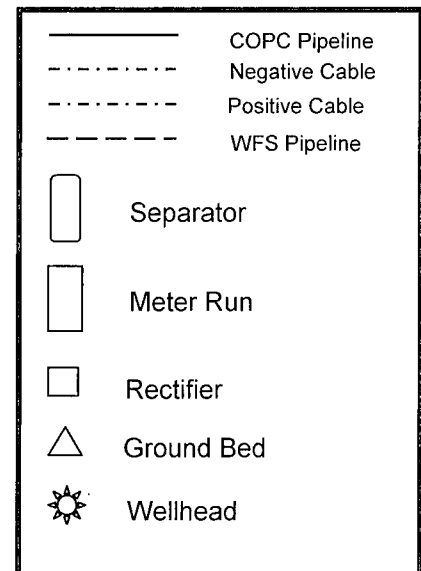 COPC Pipeline
Negative Cable
Positive Cable
WFS Pipeline
Separator
Meter Run
Rectifier
Ground Bed
Wellhead